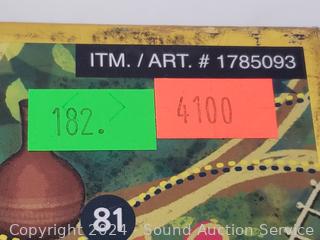 ITM. / ART. # 1785093
182.
4100
81
Copyright 2024 - Sound Auction Service